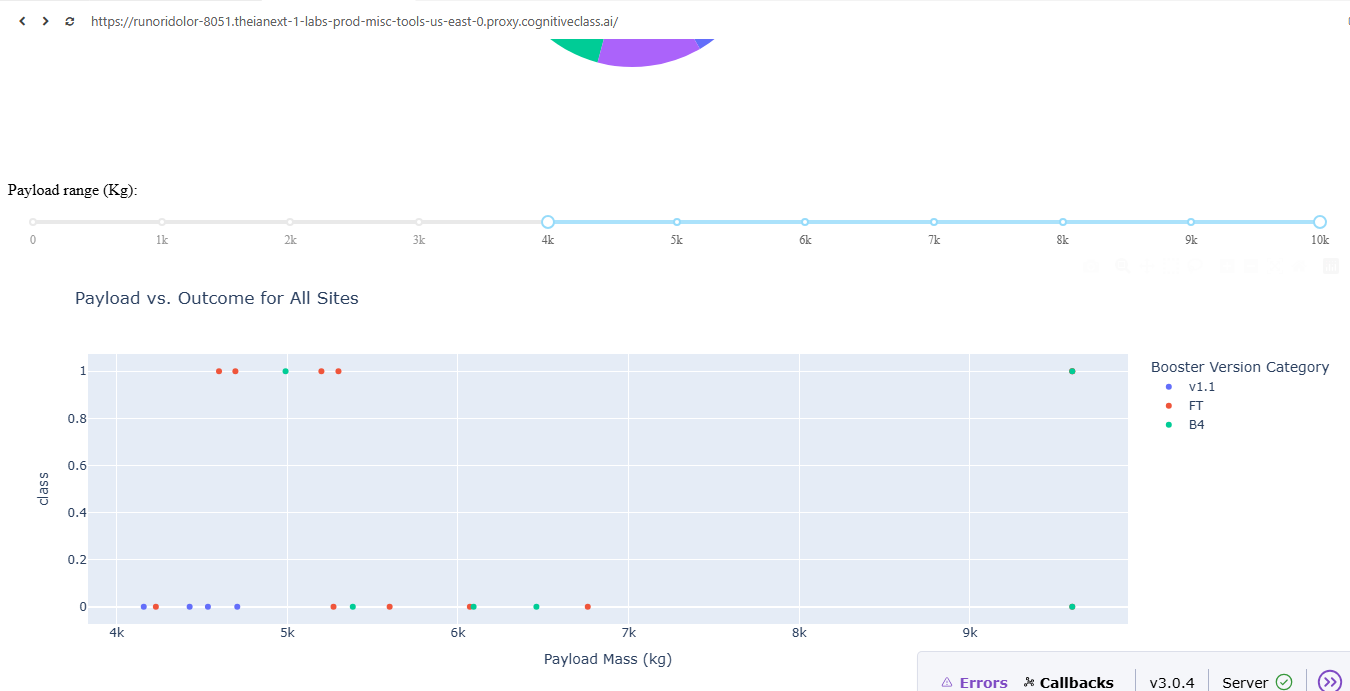 https://runoridolor-8051.theianext-1-labs-prod-misc-tools-us-east-0.proxy.cognitiveclass.ai/
Payload range (Kg):
0 1k 2k 3k 4k 5k 6k 7k 8k 9k 10k
Payload vs. Outcome for All Sites
Booster Version Category
v1.1
FT
B4
1
0.8
0.6
0.4
0.2
0
class
4k 5k 6k 7k 8k 9k
Payload Mass (kg)
Errors Callbacks v3.0.4 Server